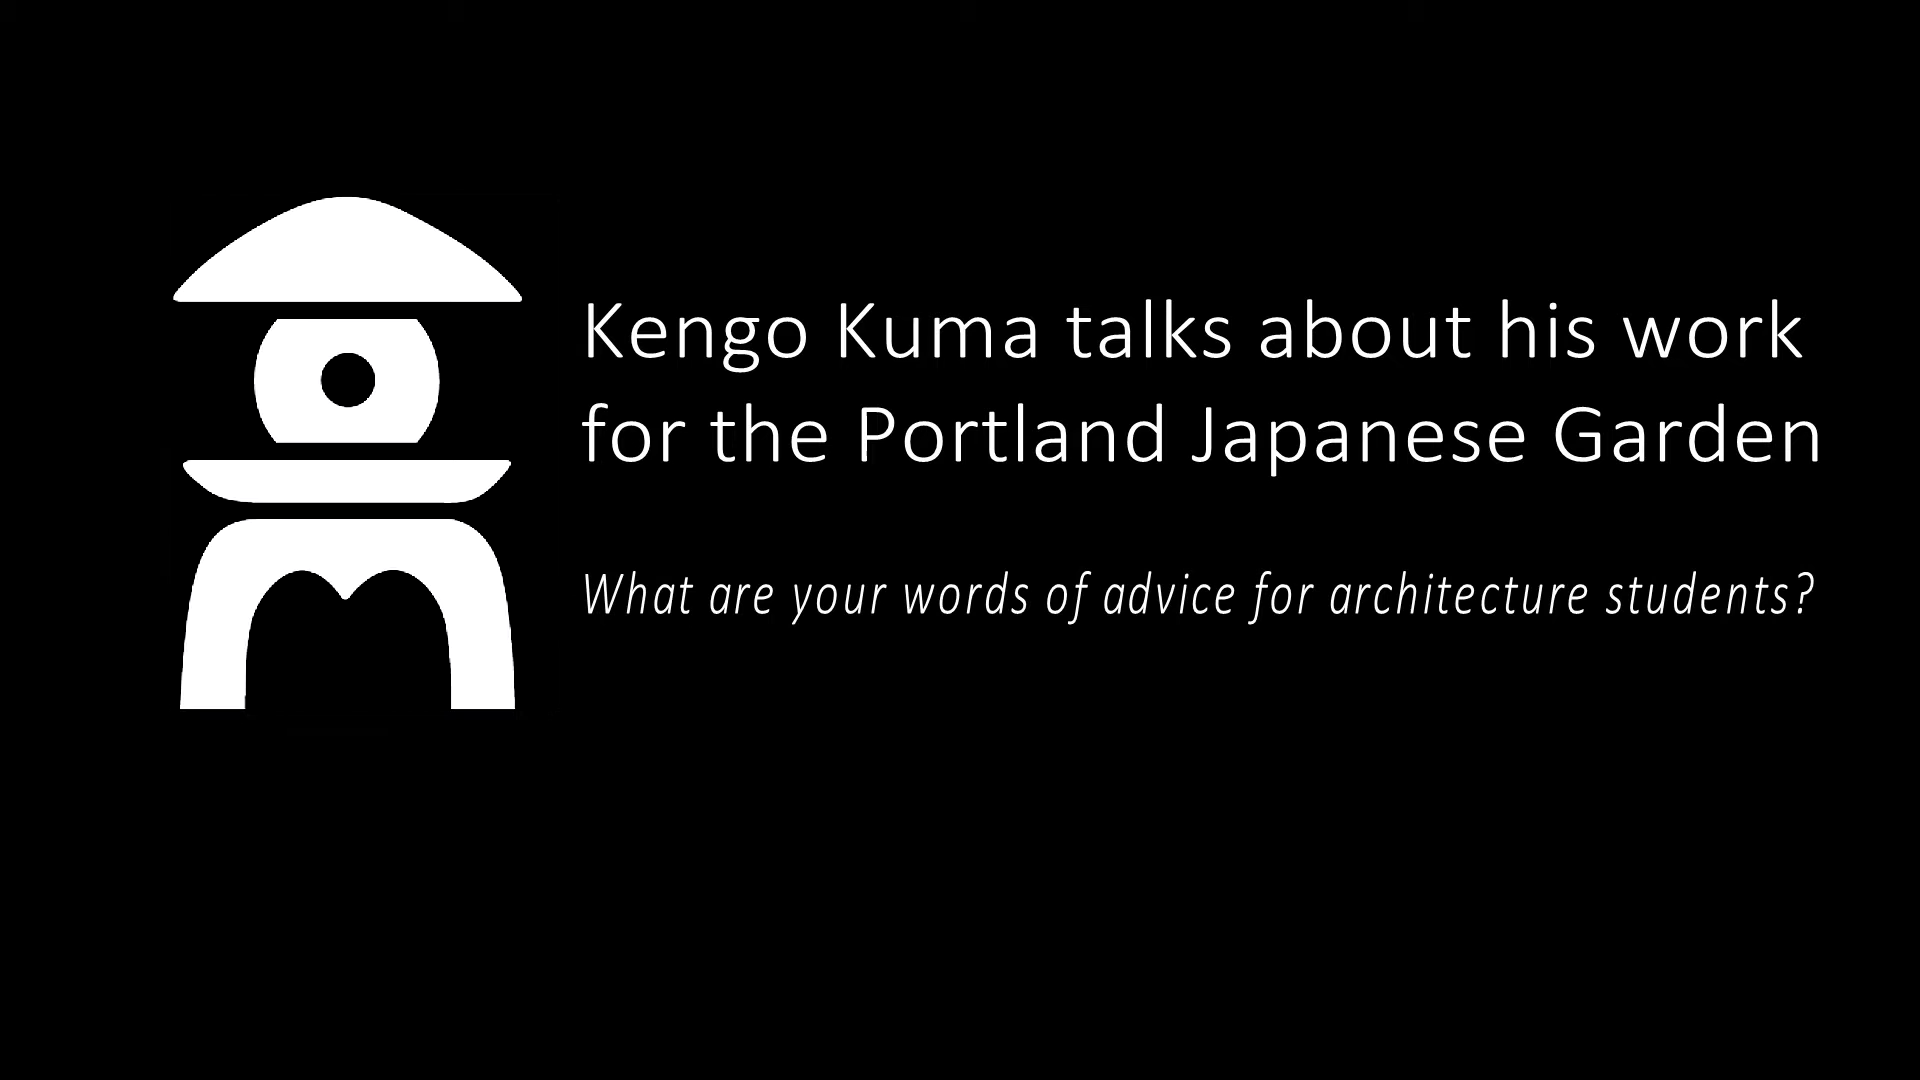 Kengo Kuma talks about his work
for the Portland Japanese Garden
What are your words of advice for architecture students?